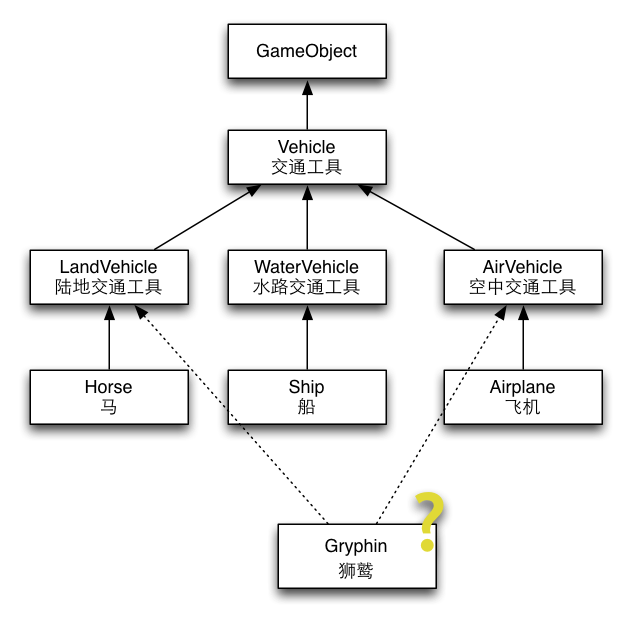 GameObject
Vehicle
交通工具
LandVehicle
陆地交通工具
WaterVehicle
水路交通工具
AirVehicle
空中交通工具
Horse
马
Ship
船
Airplane
飞机
?
Gryphin
狮鹫